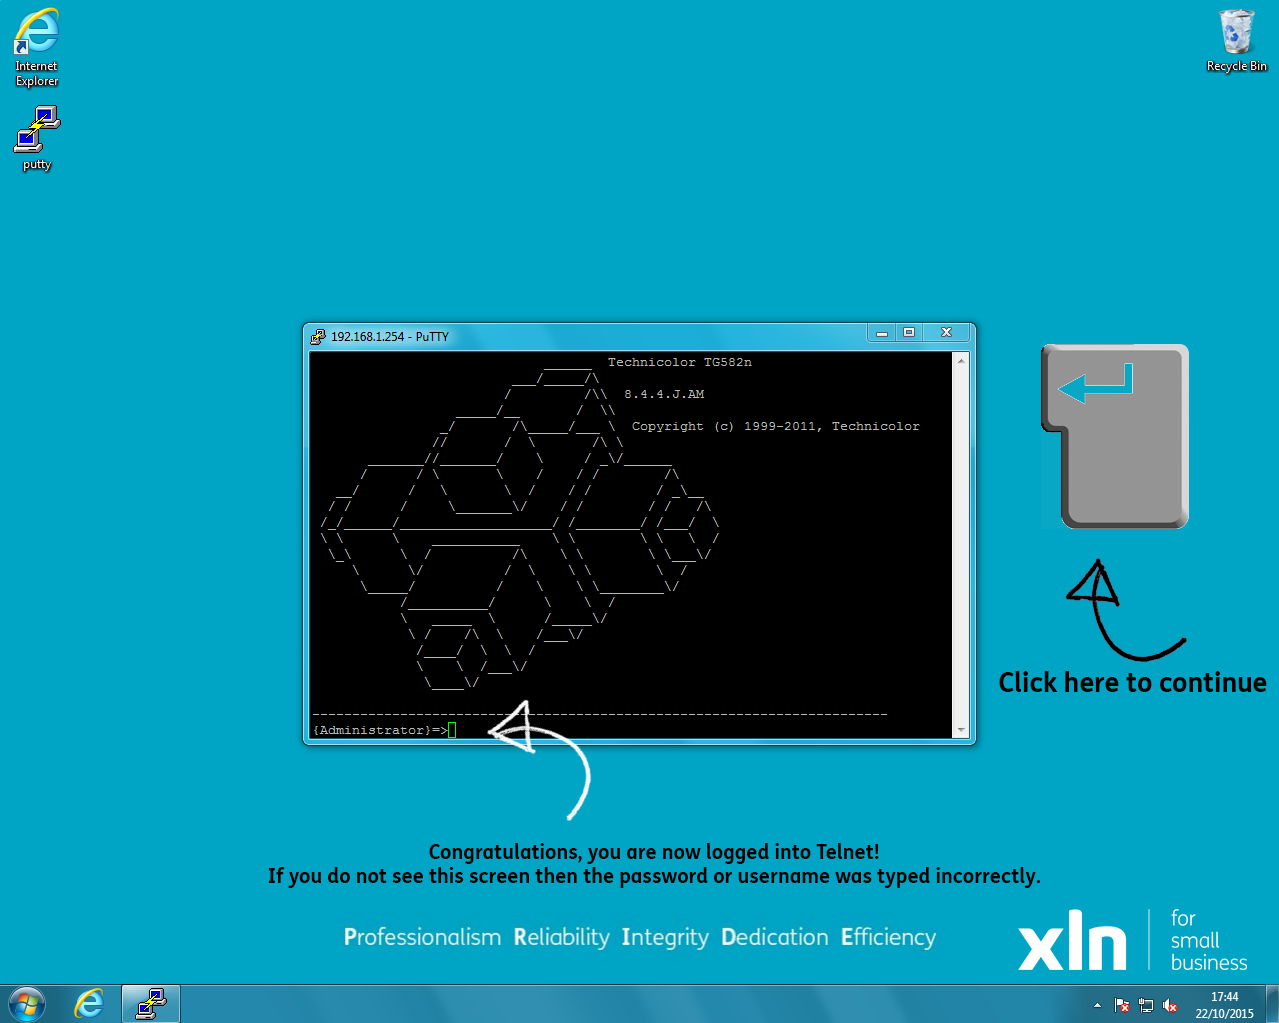 Internet
Explorer
Recycle Bin
putty
192.168.1.254 - PuTTY
Technicolor TG582n
8.4.4.J.AM
Copyright (c) 1999-2011, Technicolor
{Administrator}=>
Click here to continue
Congratulations, you are now logged into Telnet!
If you do not see this screen then the password or username was typed incorrectly.
Professionalism Reliability Integrity Dedication Efficiency
xln
for
small
business
17:44
22/10/2015